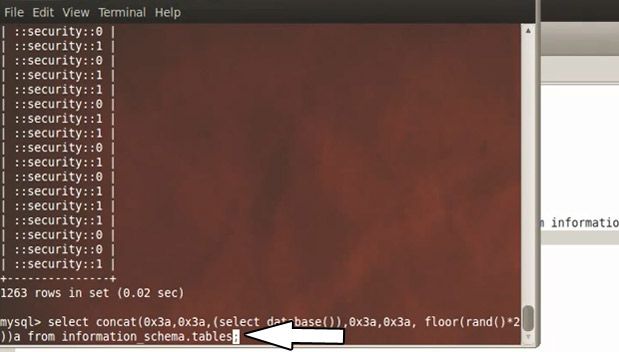 File Edit View Terminal Help
| ::security::0 |
| ::security::1 |
| ::security::0 |
| ::security::1 |
| ::security::1 |
| ::security::0 |
| ::security::1 |
| ::security::1 |
| ::security::0 |
| ::security::1 |
| ::security::0 |
| ::security::1 |
| ::security::1 |
| ::security::1 |
| ::security::0 |
| ::security::0 |
| ::security::1 |
+---------------+
1263 rows in set (0.02 sec)
mysql> select concat(0x3a,0x3a,(select database()),0x3a,0x3a, floor(rand()*2
))a from information_schema.tables;
informatio